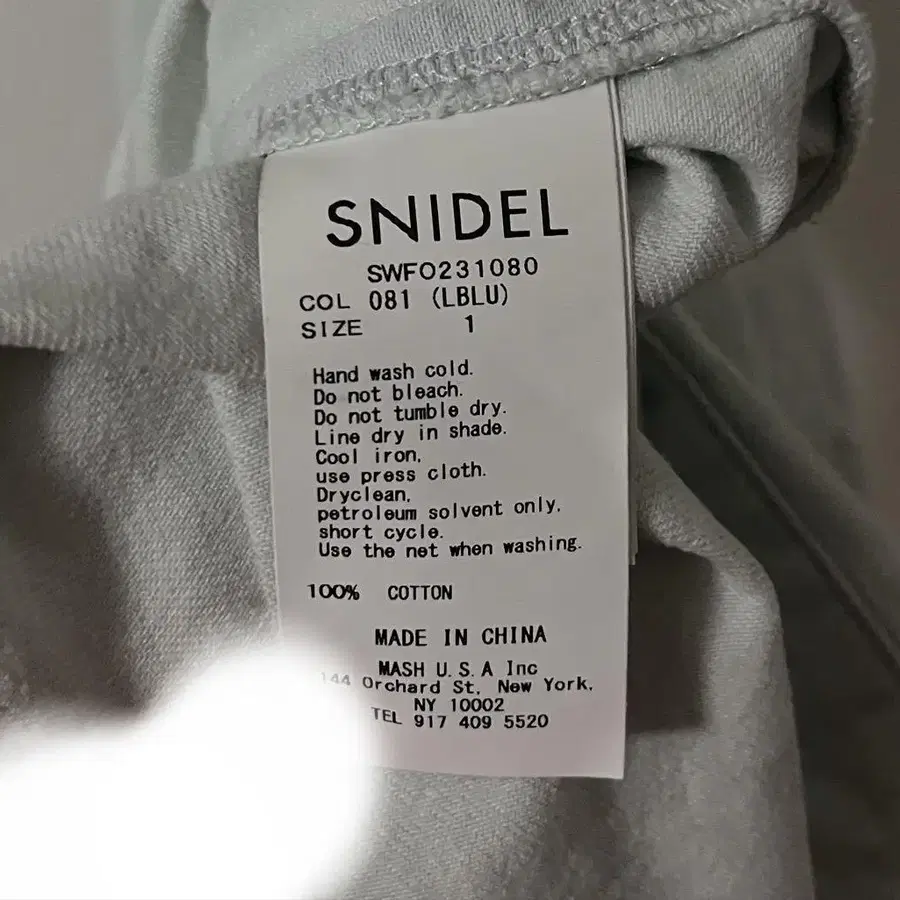 SNIDEL
SWFO231080
COL 081 (LBLU)
SIZE 1
Hand wash cold.
Do not bleach.
Do not tumble dry.
Line dry in shade.
Cool iron,
use press cloth.
Dryclean,
petroleum solvent only,
short cycle.
Use the net when washing.
100% COTTON
MADE IN CHINA
MASH U.S.A Inc
144 Orchard St, New York,
NY 10002
TEL 917 409 5520